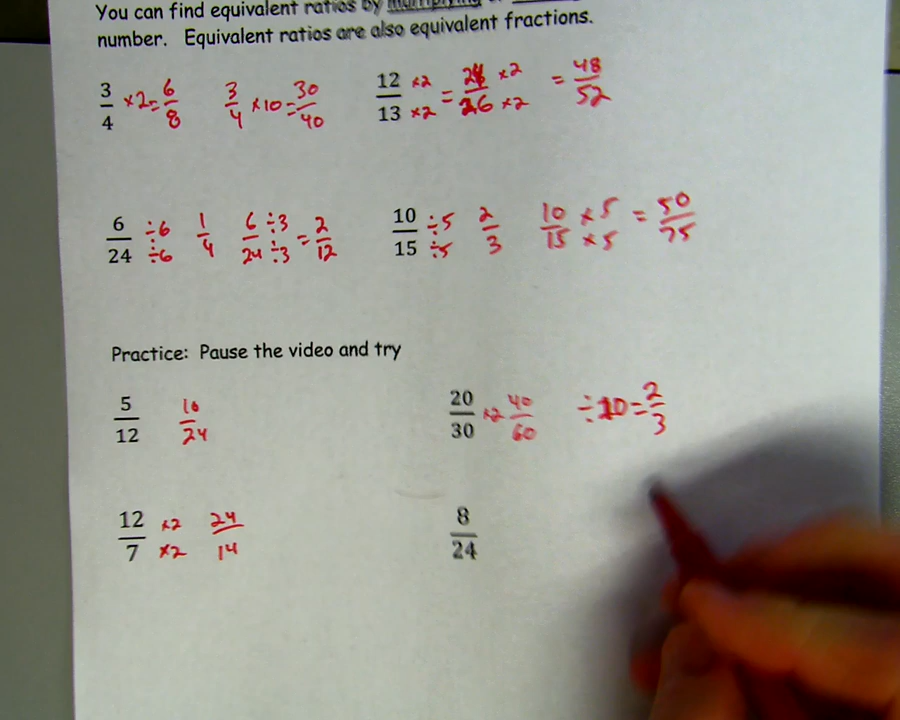 You can find equivalent ratios by multiplying
number. Equivalent ratios are also equivalent fractions.
3/4 ×2= 6/8 3/4 ×10= 30/40 12/13 ×2 ×2 = 24/26 ×2 ×2 = 48/52
6/24 ÷6 ÷6 1/4 6/24 ÷3 ÷3 = 2/12 10/15 ÷5 ÷5 2/3 10/15 ×5 ×5 = 50/75
Practice: Pause the video and try
5/12 10/24 20/30 ×2 40/60 ÷10= 2/3
12/7 ×2 ×2 24/14 8/24